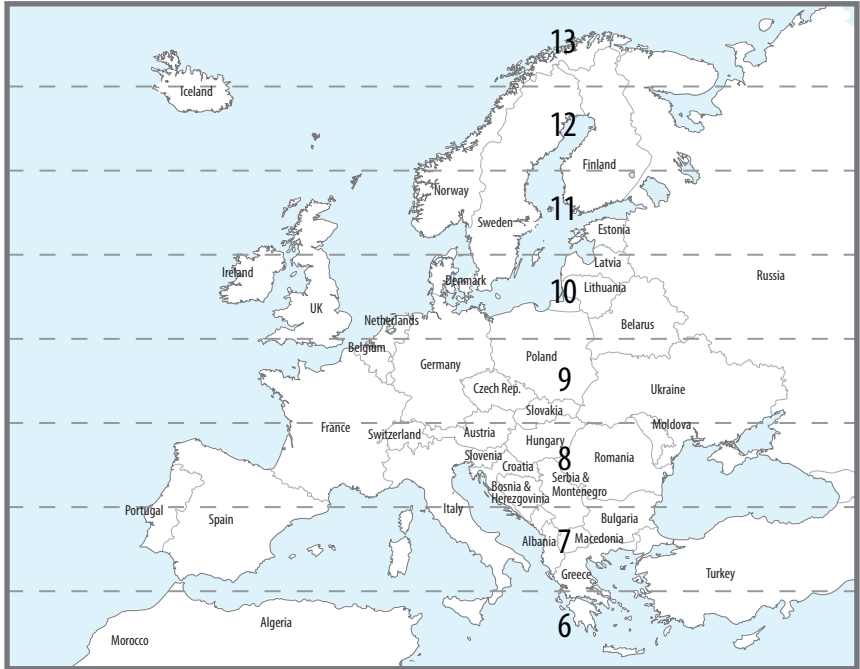 13
Iceland
12
Finland
Norway
11
Sweden
Estonia
Latvia
Ireland
Russia
Denmark
10
Lithuania
UK
Netherlands
Belarus
Belgium
Poland
Germany
9
Czech Rep.
Ukraine
Slovakia
Moldova
France
Switzerland
Austria
Hungary
8
Romania
Slovenia
Croatia
Serbia &
Montenegro
Bosnia &
Herezgovinia
Portugal
Spain
Italy
Bulgaria
Albania
7
Macedonia
Greece
Turkey
6
Algeria
Morocco